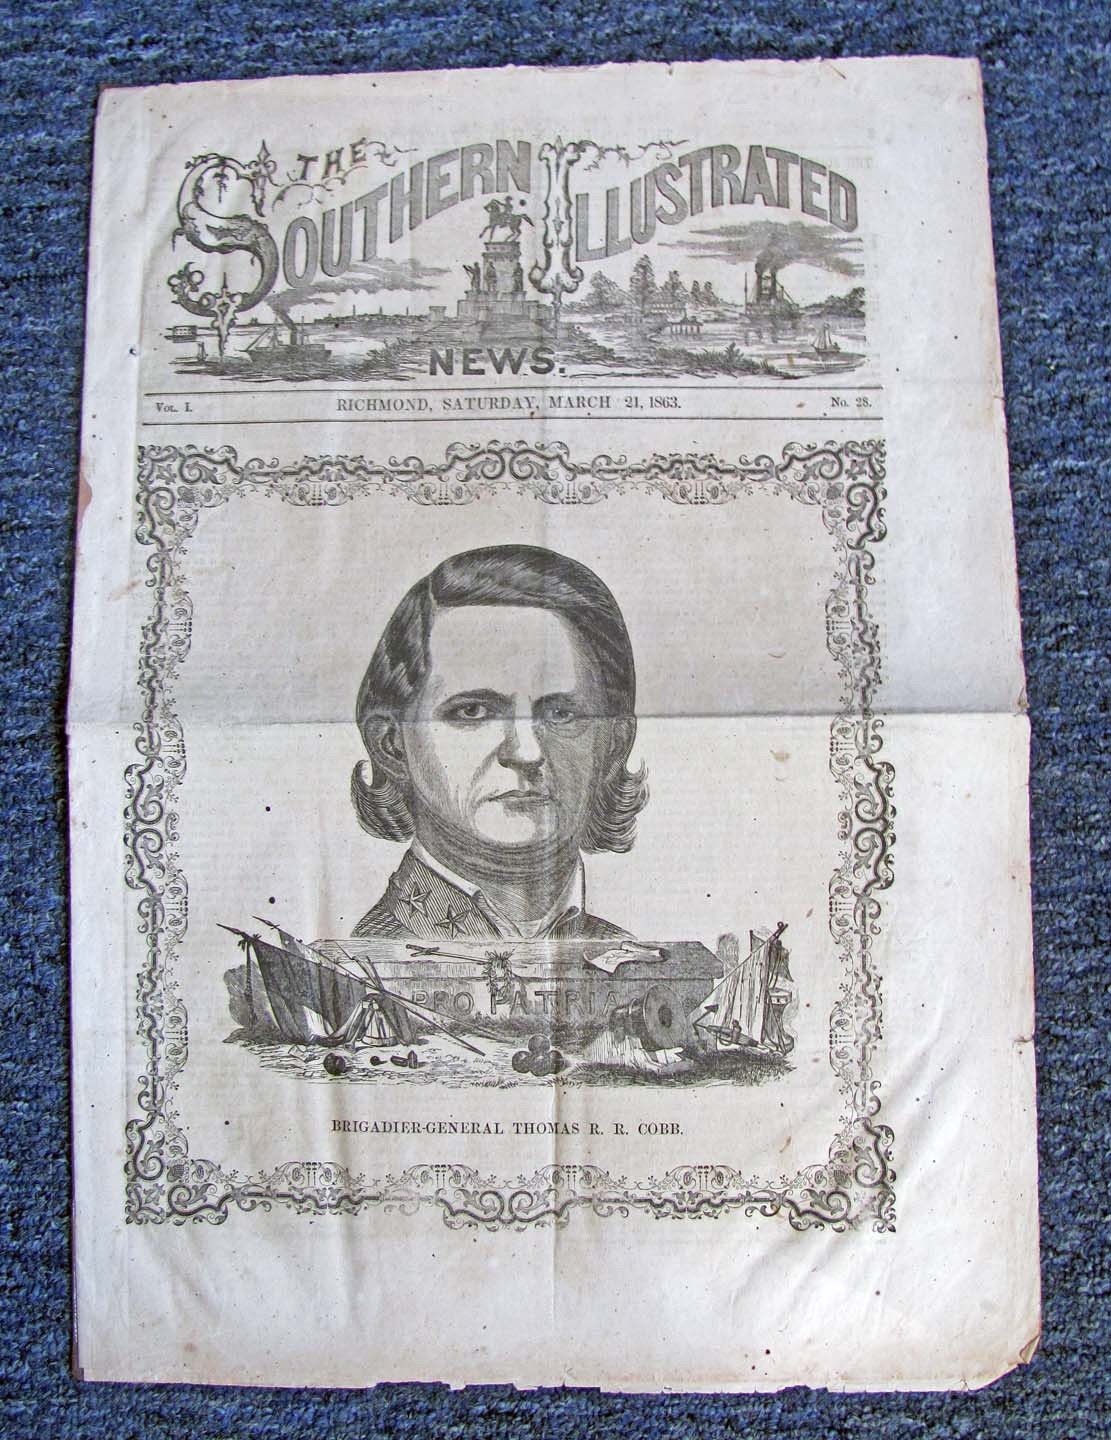 THE
SOUTHERN ILLUSTRATED
NEWS.
VOL. I. RICHMOND, SATURDAY, MARCH 21, 1863. NO. 28.
PRO PATRIA
BRIGADIER-GENERAL THOMAS R. R. COBB.